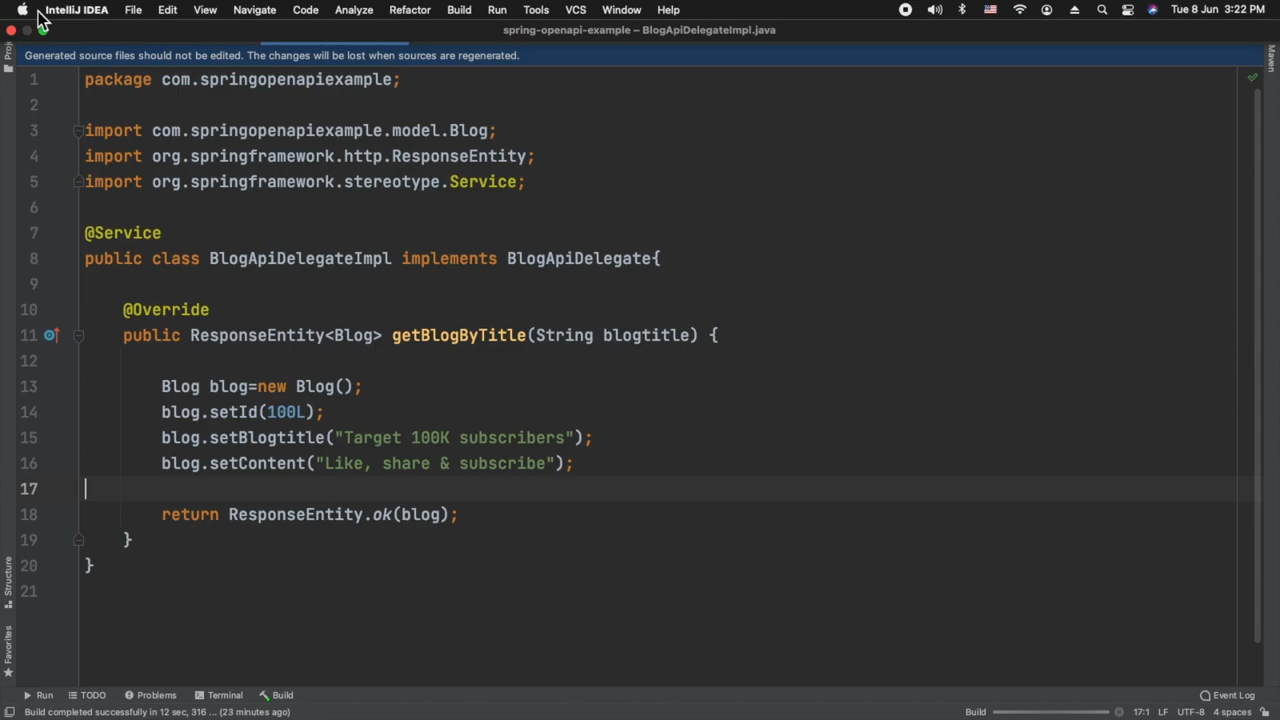 IntelliJ IDEA File Edit View Navigate Code Analyze Refactor Build Run Tools VCS Window Help Tue 8 Jun 3:22 PM
spring-openapi-example – BlogApiDelegateImpl.java
Generated source files should not be edited. The changes will be lost when sources are regenerated.
Maven
1 package com.springopenapiexample;
2
3 import com.springopenapiexample.model.Blog;
4 import org.springframework.http.ResponseEntity;
5 import org.springframework.stereotype.Service;
6
7 @Service
8 public class BlogApiDelegateImpl implements BlogApiDelegate{
9
10 @Override
11 public ResponseEntity<Blog> getBlogByTitle(String blogtitle) {
12
13 Blog blog=new Blog();
14 blog.setId(100L);
15 blog.setBlogtitle("Target 100K subscribers");
16 blog.setContent("Like, share & subscribe");
17
18 return ResponseEntity.ok(blog);
19 }
20 }
21
Structure
Favorites
Run TODO Problems Terminal Build Event Log
Build completed successfully in 12 sec, 316 ... (23 minutes ago) Build 17:1 LF UTF-8 4 spaces